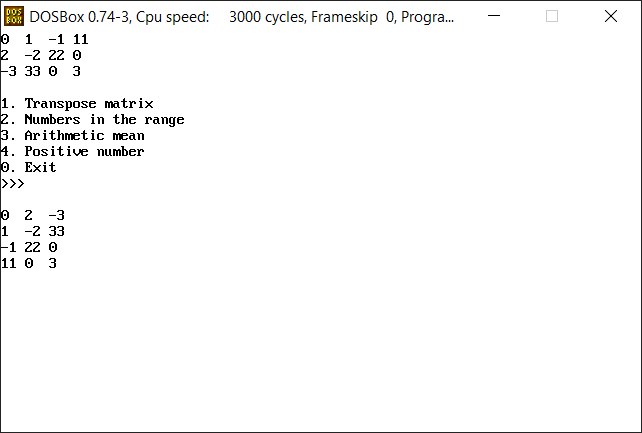 DOS BOX
DOSBox 0.74-3, Cpu speed: 3000 cycles, Frameskip 0, Progra...
0 1 -1 11
2 -2 22 0
-3 33 0 3
1. Transpose matrix
2. Numbers in the range
3. Arithmetic mean
4. Positive number
0. Exit
>>>
0 2 -3
1 -2 33
-1 22 0
11 0 3